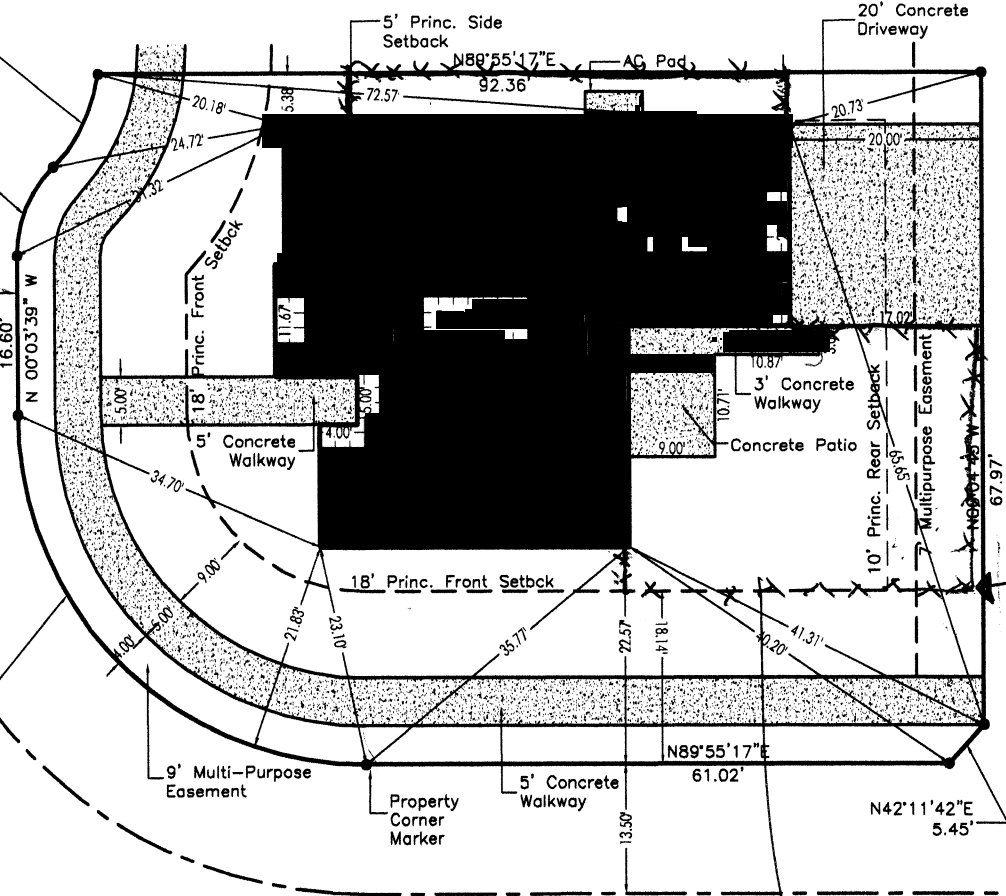 20' Concrete
Driveway
5' Princ. Side
Setback
N89°55'17"E
92.36'
AC Pad
20.18'
72.57'
5.38'
20.73'
24.72'
20.00'
31.32
Setbck
18' Princ. Front
11.67'
17.02'
16.60'
N 00°03'39" W
5.00'
5.00'
4.00'
10.87'
3' Concrete
Walkway
10.71'
9.00'
Concrete Patio
5' Concrete
Walkway
10' Princ. Rear Setback
7' Multipurpose Easement
65.65'
67.97'
34.70'
9.00'
18' Princ. Front Setbck
21.83'
23.10'
35.77'
22.57'
18.14'
40.20'
41.31'
5.00'
4.00'
N89°55'17"E
61.02'
9' Multi-Purpose
Easement
Property
Corner
Marker
5' Concrete
Walkway
13.50'
N42°11'42"E
5.45'